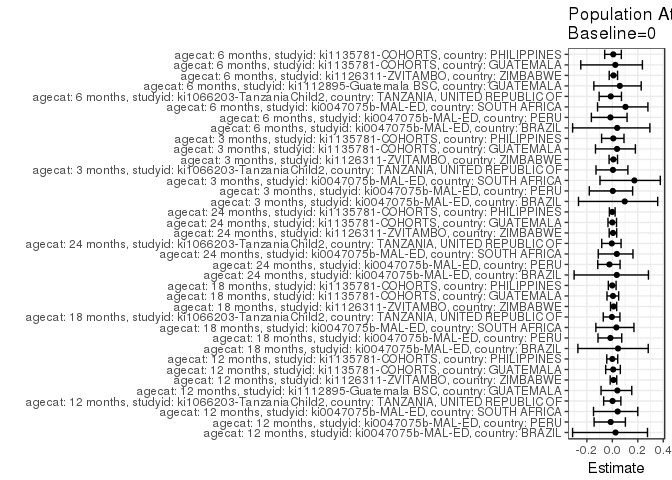 Population At
Baseline=0
agecat: 6 months, studyid: ki1135781-COHORTS, country: PHILIPPINES
agecat: 6 months, studyid: ki1135781-COHORTS, country: GUATEMALA
agecat: 6 months, studyid: ki1126311-ZVITAMBO, country: ZIMBABWE
agecat: 6 months, studyid: ki1112895-Guatemala BSC, country: GUATEMALA
agecat: 6 months, studyid: ki1066203-TanzaniaChild2, country: TANZANIA, UNITED REPUBLIC OF
agecat: 6 months, studyid: ki0047075b-MAL-ED, country: SOUTH AFRICA
agecat: 6 months, studyid: ki0047075b-MAL-ED, country: PERU
agecat: 6 months, studyid: ki0047075b-MAL-ED, country: BRAZIL
agecat: 3 months, studyid: ki1135781-COHORTS, country: PHILIPPINES
agecat: 3 months, studyid: ki1135781-COHORTS, country: GUATEMALA
agecat: 3 months, studyid: ki1126311-ZVITAMBO, country: ZIMBABWE
agecat: 3 months, studyid: ki1066203-TanzaniaChild2, country: TANZANIA, UNITED REPUBLIC OF
agecat: 3 months, studyid: ki0047075b-MAL-ED, country: SOUTH AFRICA
agecat: 3 months, studyid: ki0047075b-MAL-ED, country: PERU
agecat: 3 months, studyid: ki0047075b-MAL-ED, country: BRAZIL
agecat: 24 months, studyid: ki1135781-COHORTS, country: PHILIPPINES
agecat: 24 months, studyid: ki1135781-COHORTS, country: GUATEMALA
agecat: 24 months, studyid: ki1126311-ZVITAMBO, country: ZIMBABWE
agecat: 24 months, studyid: ki1066203-TanzaniaChild2, country: TANZANIA, UNITED REPUBLIC OF
agecat: 24 months, studyid: ki0047075b-MAL-ED, country: SOUTH AFRICA
agecat: 24 months, studyid: ki0047075b-MAL-ED, country: PERU
agecat: 24 months, studyid: ki0047075b-MAL-ED, country: BRAZIL
agecat: 18 months, studyid: ki1135781-COHORTS, country: PHILIPPINES
agecat: 18 months, studyid: ki1135781-COHORTS, country: GUATEMALA
agecat: 18 months, studyid: ki1126311-ZVITAMBO, country: ZIMBABWE
agecat: 18 months, studyid: ki1066203-TanzaniaChild2, country: TANZANIA, UNITED REPUBLIC OF
agecat: 18 months, studyid: ki0047075b-MAL-ED, country: SOUTH AFRICA
agecat: 18 months, studyid: ki0047075b-MAL-ED, country: PERU
agecat: 18 months, studyid: ki0047075b-MAL-ED, country: BRAZIL
agecat: 12 months, studyid: ki1135781-COHORTS, country: PHILIPPINES
agecat: 12 months, studyid: ki1135781-COHORTS, country: GUATEMALA
agecat: 12 months, studyid: ki1126311-ZVITAMBO, country: ZIMBABWE
agecat: 12 months, studyid: ki1112895-Guatemala BSC, country: GUATEMALA
agecat: 12 months, studyid: ki1066203-TanzaniaChild2, country: TANZANIA, UNITED REPUBLIC OF
agecat: 12 months, studyid: ki0047075b-MAL-ED, country: SOUTH AFRICA
agecat: 12 months, studyid: ki0047075b-MAL-ED, country: PERU
agecat: 12 months, studyid: ki0047075b-MAL-ED, country: BRAZIL
-0.2 0.0 0.2 0.4
Estimate